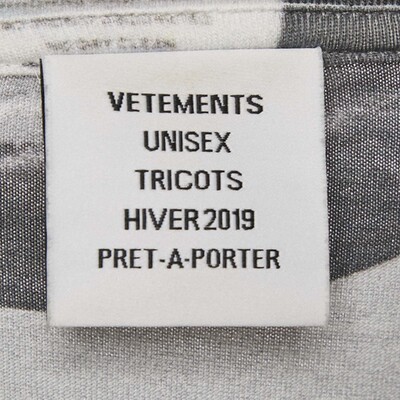 VETEMENTS
UNISEX
TRICOTS
HIVER 2019
PRET-A-PORTER